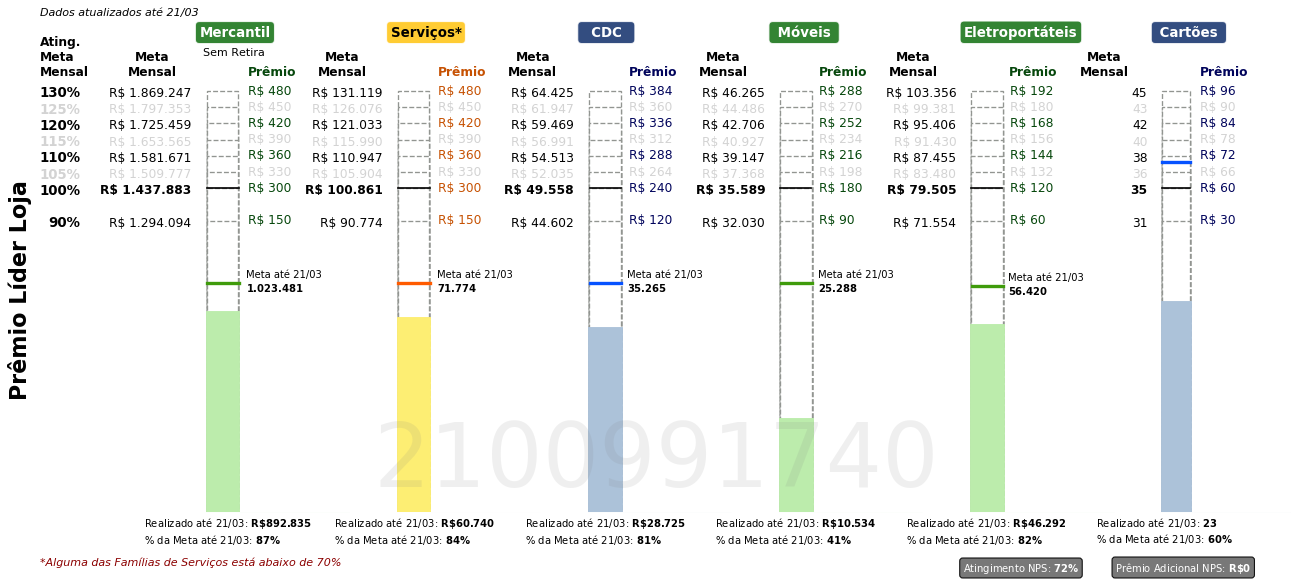 Dados atualizados até 21/03
Mercantil Serviços* CDC Móveis Eletroportáteis Cartões
Sem Retira
Ating. Meta Mensal Meta Mensal Prêmio Meta Mensal Prêmio Meta Mensal Prêmio Meta Mensal Prêmio Meta Mensal Prêmio Meta Mensal Prêmio
130% R$ 1.869.247 R$ 480 R$ 131.119 R$ 480 R$ 64.425 R$ 384 R$ 46.265 R$ 288 R$ 103.356 R$ 192 45 R$ 96
125% R$ 1.797.353 R$ 450 R$ 126.076 R$ 450 R$ 61.947 R$ 360 R$ 44.486 R$ 270 R$ 99.381 R$ 180 43 R$ 90
120% R$ 1.725.459 R$ 420 R$ 121.033 R$ 420 R$ 59.469 R$ 336 R$ 42.706 R$ 252 R$ 95.406 R$ 168 42 R$ 84
115% R$ 1.653.565 R$ 390 R$ 115.990 R$ 390 R$ 56.991 R$ 312 R$ 40.927 R$ 234 R$ 91.430 R$ 156 40 R$ 78
110% R$ 1.581.671 R$ 360 R$ 110.947 R$ 360 R$ 54.513 R$ 288 R$ 39.147 R$ 216 R$ 87.455 R$ 144 38 R$ 72
105% R$ 1.509.777 R$ 330 R$ 105.904 R$ 330 R$ 52.035 R$ 264 R$ 37.368 R$ 198 R$ 83.480 R$ 132 36 R$ 66
100% R$ 1.437.883 R$ 300 R$ 100.861 R$ 300 R$ 49.558 R$ 240 R$ 35.589 R$ 180 R$ 79.505 R$ 120 35 R$ 60
90% R$ 1.294.094 R$ 150 R$ 90.774 R$ 150 R$ 44.602 R$ 120 R$ 32.030 R$ 90 R$ 71.554 R$ 60 31 R$ 30
Prêmio Líder Loja
Meta até 21/03 Meta até 21/03 Meta até 21/03 Meta até 21/03 Meta até 21/03
1.023.481 71.774 35.265 25.288 56.420
2100991740
Realizado até 21/03: R$892.835 Realizado até 21/03: R$60.740 Realizado até 21/03: R$28.725 Realizado até 21/03: R$10.534 Realizado até 21/03: R$46.292 Realizado até 21/03: 23
% da Meta até 21/03: 87% % da Meta até 21/03: 84% % da Meta até 21/03: 81% % da Meta até 21/03: 41% % da Meta até 21/03: 82% % da Meta até 21/03: 60%
*Alguma das Famílias de Serviços está abaixo de 70% Atingimento NPS: 72% Prêmio Adicional NPS: R$0